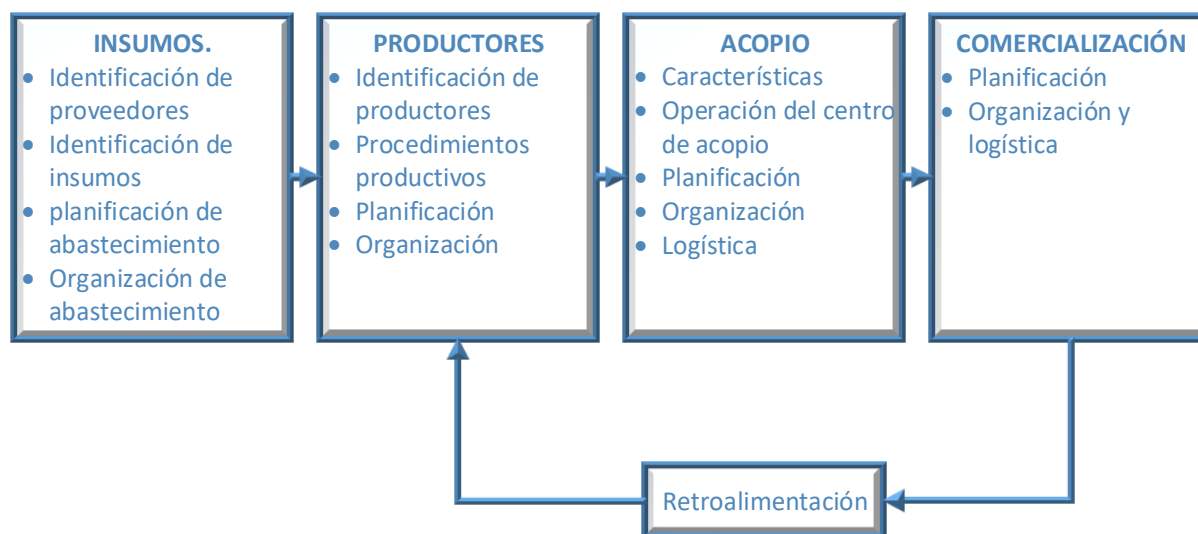 INSUMOS.
• Identificación de
proveedores
• Identificación de
insumos
• planificación de
abastecimiento
• Organización de
abastecimiento
PRODUCTORES
• Identificación de
productores
• Procedimientos
productivos
• Planificación
• Organización
ACOPIO
• Características
• Operación del centro
de acopio
• Planificación
• Organización
• Logística
COMERCIALIZACIÓN
• Planificación
• Organización y
logística
Retroalimentación